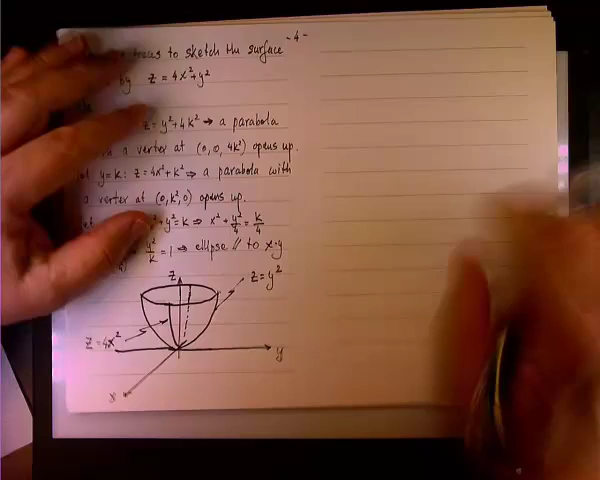 -4-
traces to sketch the surface
by z = 4x²+y²
z = y²+4k² → a parabola
a vertex at (0, 0, 4k²) opens up.
y=k: z = 4x²+k² → a parabola with
a vertex at (0, k², 0) opens up.
+y² = k ⇒ x² + y²/4 = k/4
y²/k = 1 ⇒ ellipse // to x-y
z
z = y²
z = 4x²
y
x